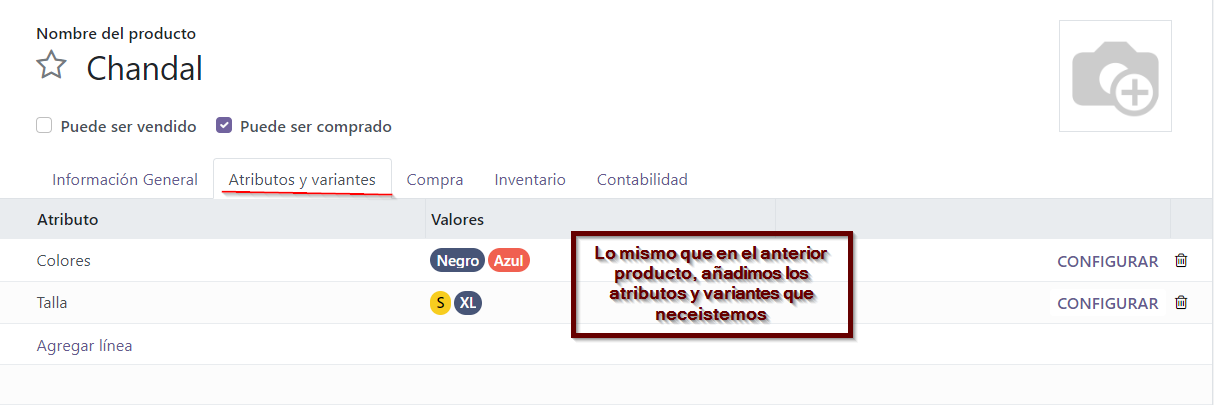 Nombre del producto
Chandal
Puede ser vendido Puede ser comprado
Información General Atributos y variantes Compra Inventario Contabilidad
Atributo Valores
Colores Negro Azul CONFIGURAR
Talla S XL CONFIGURAR
Agregar línea
Lo mismo que en el anterior
producto, añadimos los
atributos y variantes que
neceistemos